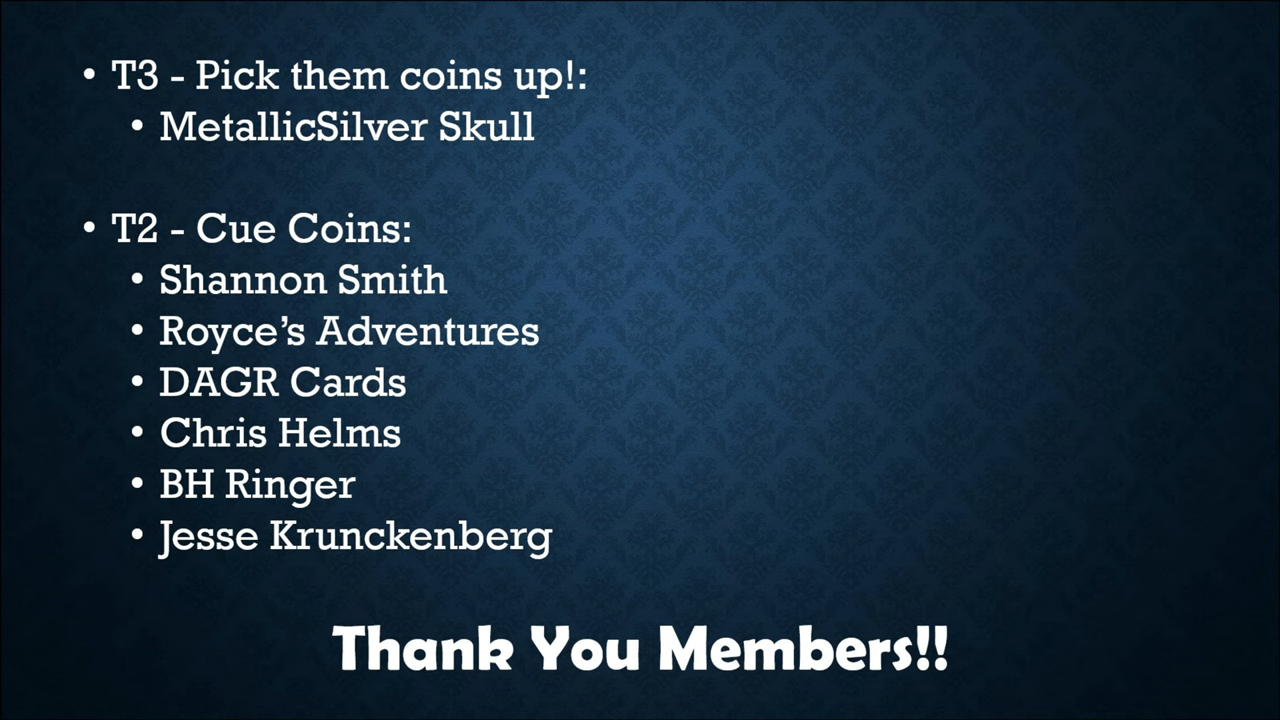 • T3 - Pick them coins up!:
• MetallicSilver Skull
• T2 - Cue Coins:
• Shannon Smith
• Royce’s Adventures
• DAGR Cards
• Chris Helms
• BH Ringer
• Jesse Krunckenberg
Thank You Members!!